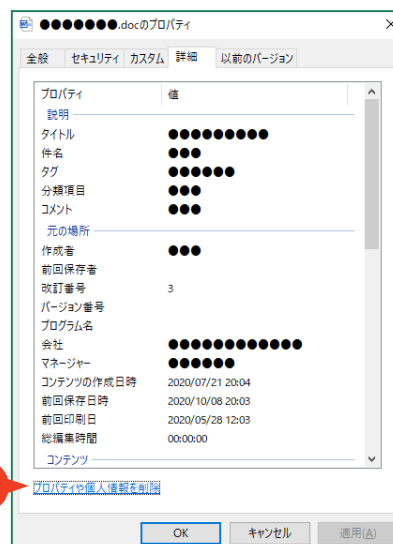 ●●●●●●●.docのプロパティ
全般 セキュリティ カスタム 詳細 以前のバージョン
プロパティ 値
説明
タイトル ●●●●●●●●●
件名 ●●●
タグ ●●●●●●
分類項目 ●●●
コメント ●●●
元の場所
作成者 ●●●
前回保存者
改訂番号 3
バージョン番号
プログラム名
会社 ●●●●●●●●●●●●
マネージャー ●●●●●●
コンテンツの作成日時 2020/07/21 20:04
前回保存日時 2020/10/08 20:03
前回印刷日 2020/05/28 12:03
総編集時間 00:00:00
コンテンツ
プロパティや個人情報を削除
OK キャンセル 適用(A)